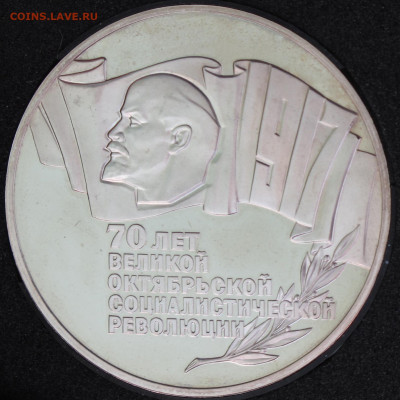 COINS.LAVE.RU
1917
70 ЛЕТ
ВЕЛИКОЙ
ОКТЯБРЬСКОЙ
СОЦИАЛИСТИЧЕСКОЙ
РЕВОЛЮЦИИ